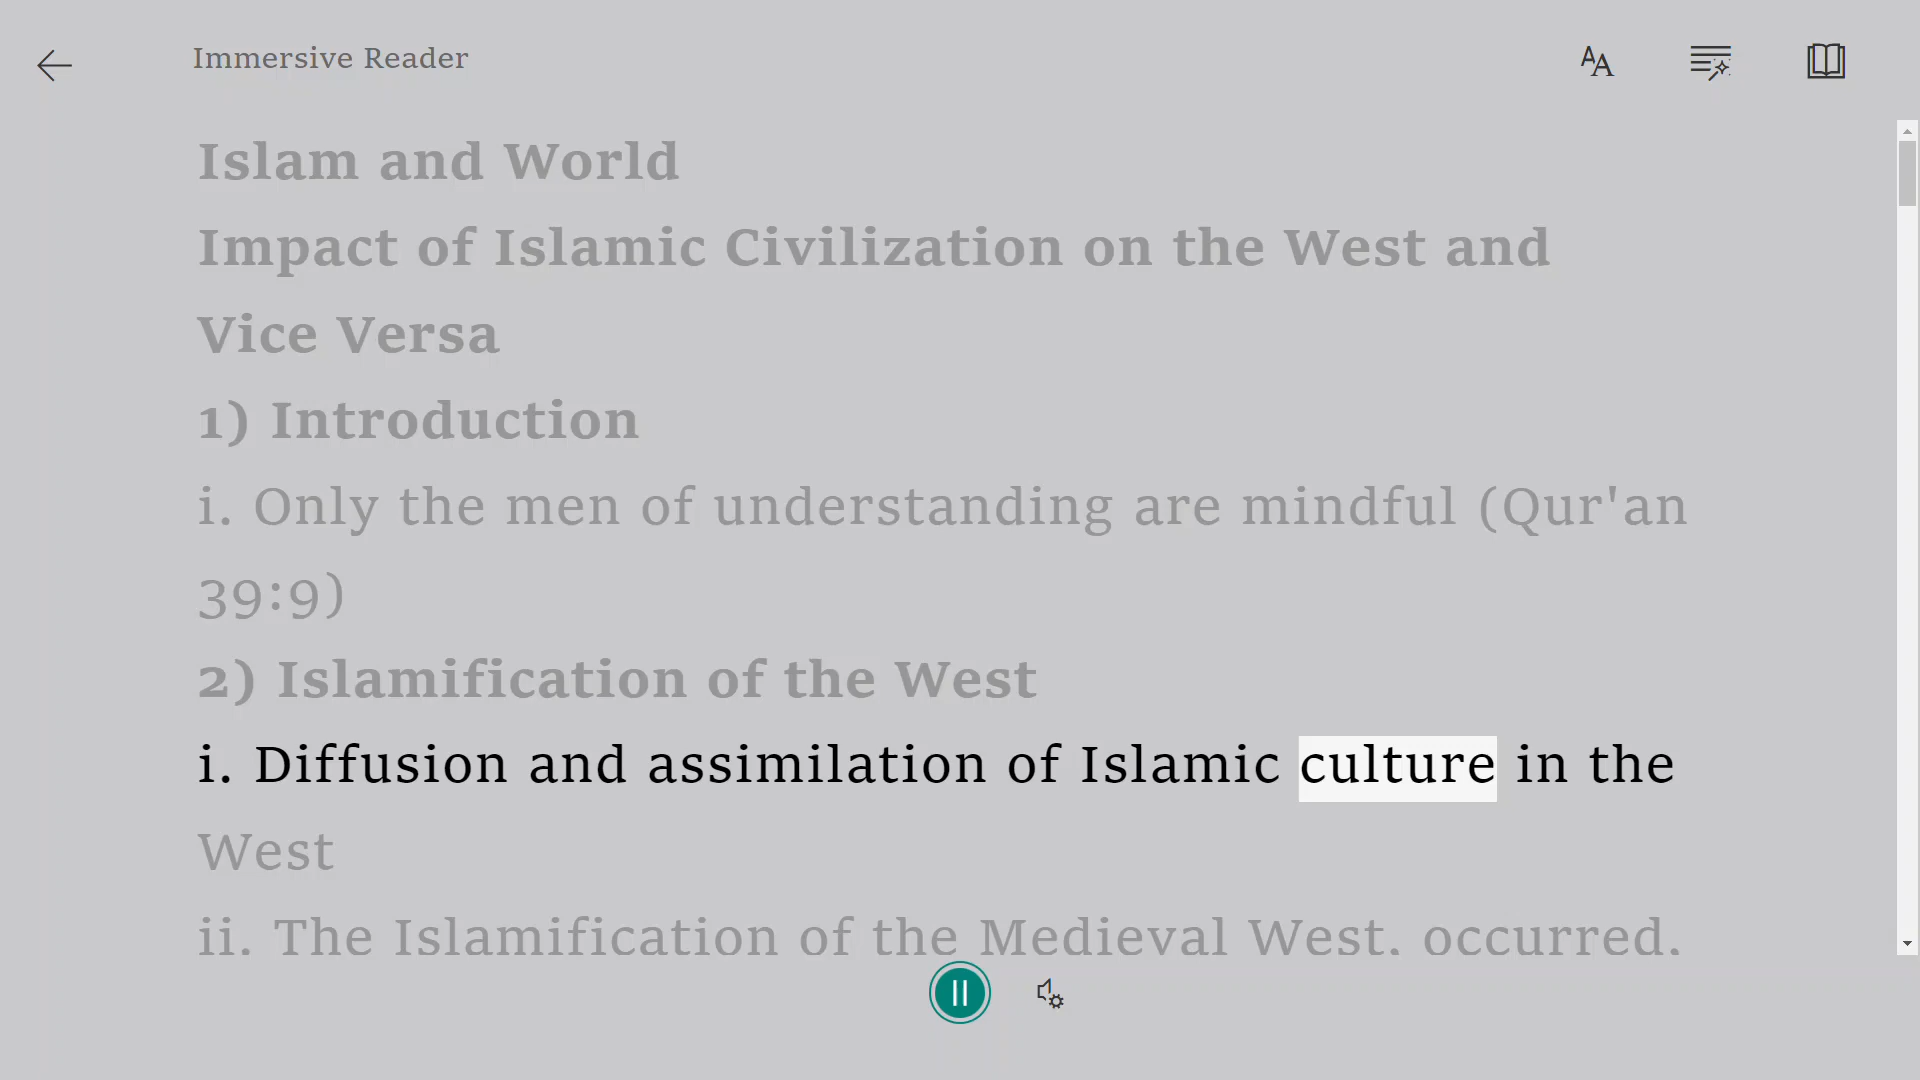 Immersive Reader
Islam and World
Impact of Islamic Civilization on the West and
Vice Versa
1) Introduction
i. Only the men of understanding are mindful (Qur'an
39:9)
2) Islamification of the West
i. Diffusion and assimilation of Islamic culture in the
West
ii. The Islamification of the Medieval West, occurred,